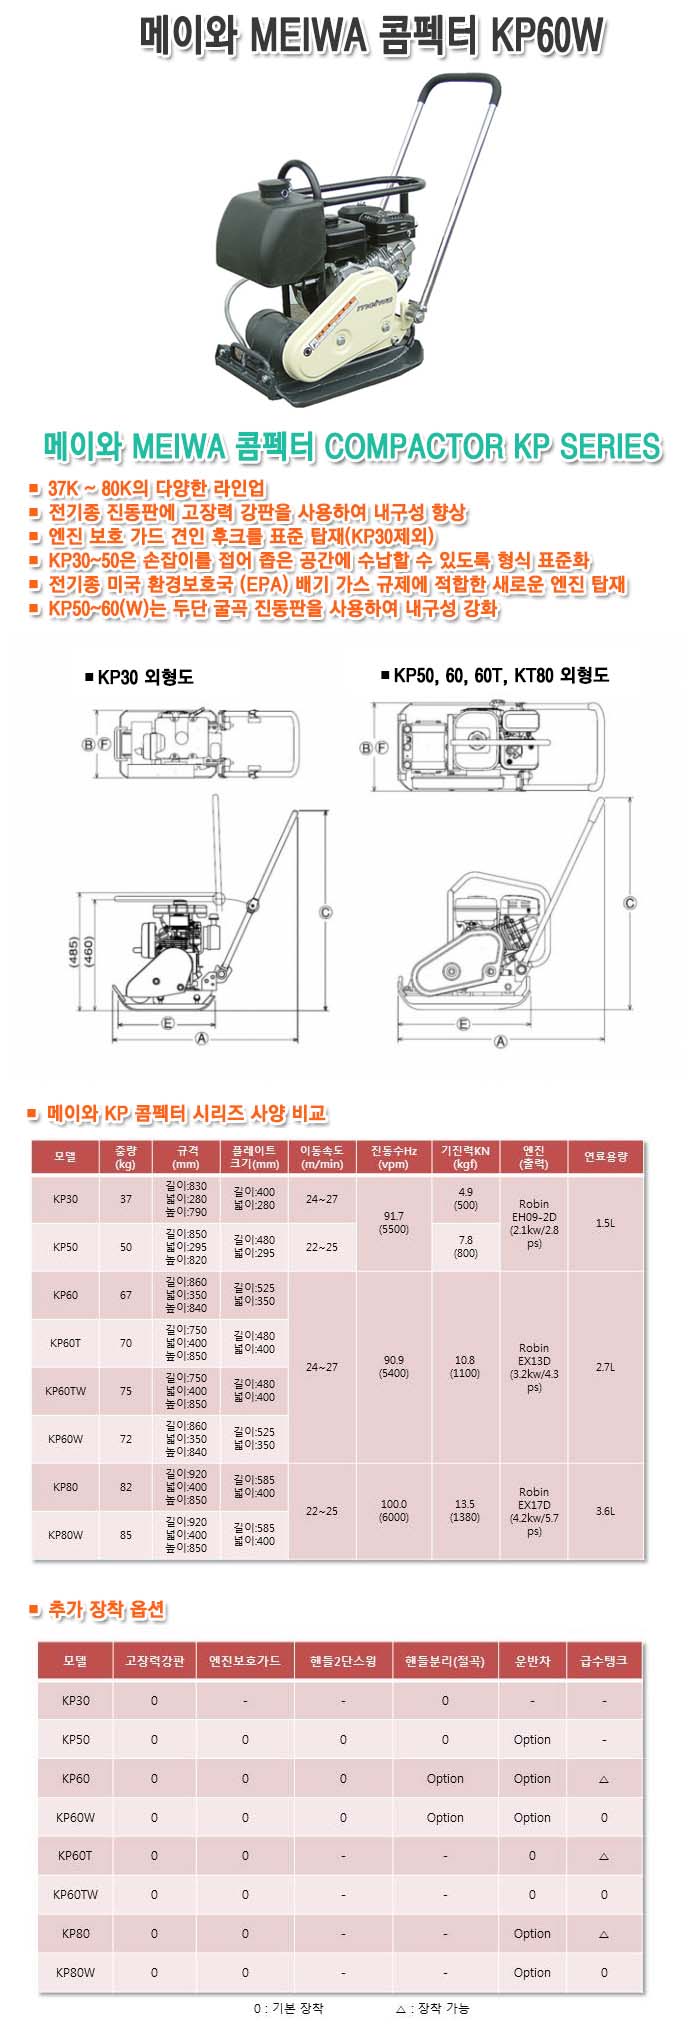 메이와 MEIWA 콤펙터 KP60W
meiwa
메이와 MEIWA 콤펙터 COMPACTOR KP SERIES
■ 37K ~ 80K의 다양한 라인업
■ 전기종 진동판에 고장력 강판을 사용하여 내구성 향상
■ 엔진 보호 가드 견인 후크를 표준 탑재(KP30제외)
■ KP30~50은 손잡이를 접어 좁은 공간에 수납할 수 있도록 형식 표준화
■ 전기종 미국 환경보호국 (EPA) 배기 가스 규제에 적합한 새로운 엔진 탑재
■ KP50~60(W)는 두단 굴곡 진동판을 사용하여 내구성 강화
■ KP30 외형도
■ KP50, 60, 60T, KT80 외형도
B F
B F
C
(485)
(460)
E
A
C
E
A
■ 메이와 KP 콤펙터 시리즈 사양 비교
모델 중량 (kg) 규격 (mm) 플레이트 크기(mm) 이동속도 (m/min) 진동수Hz (vpm) 기진력KN (kgf) 엔진 (출력) 연료용량
KP30 37 길이:830 넓이:280 높이:790 길이:400 넓이:280 24~27 91.7 (5500) 4.9 (500) Robin EH09-2D (2.1kw/2.8 ps) 1.5L
KP50 50 길이:850 넓이:295 높이:820 길이:480 넓이:295 22~25 7.8 (800)
KP60 67 길이:860 넓이:350 높이:840 길이:525 넓이:350 24~27 90.9 (5400) 10.8 (1100) Robin EX13D (3.2kw/4.3 ps) 2.7L
KP60T 70 길이:750 넓이:400 높이:850 길이:480 넓이:400
KP60TW 75 길이:750 넓이:400 높이:850 길이:480 넓이:400
KP60W 72 길이:860 넓이:350 높이:840 길이:525 넓이:350
KP80 82 길이:920 넓이:400 높이:850 길이:585 넓이:400 22~25 100.0 (6000) 13.5 (1380) Robin EX17D (4.2kw/5.7 ps) 3.6L
KP80W 85 길이:920 넓이:400 높이:850 길이:585 넓이:400
■ 추가 장착 옵션
모델 고장력강판 엔진보호가드 핸들2단스윙 핸들분리(절곡) 운반차 급수탱크
KP30 0 - - 0 - -
KP50 0 0 0 0 Option -
KP60 0 0 0 Option Option △
KP60W 0 0 0 Option Option 0
KP60T 0 0 - - 0 △
KP60TW 0 0 - - 0 0
KP80 0 0 - - Option △
KP80W 0 0 - - Option 0
0 : 기본 장착 △ : 장착 가능